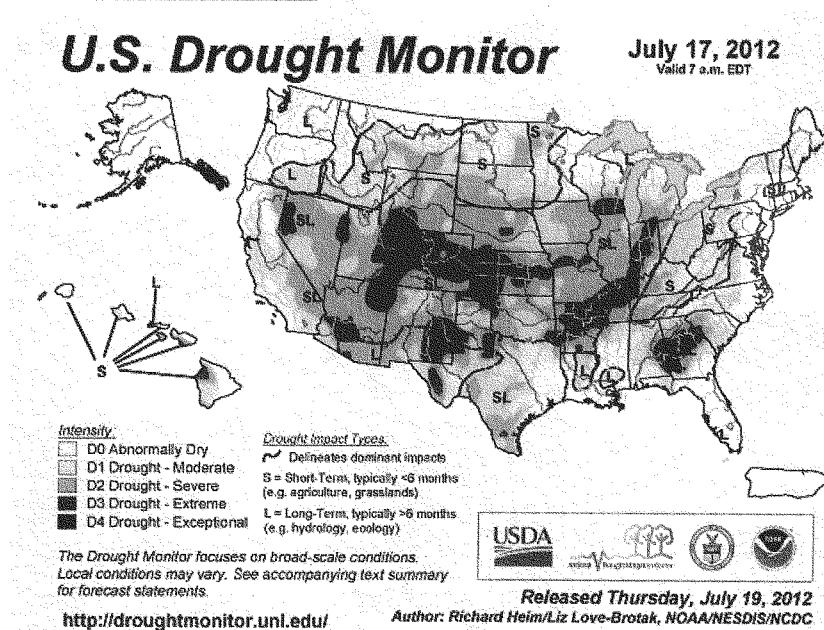 U.S. Drought Monitor
July 17, 2012
Valid 7 a.m. EDT
S
S
L
S
SL
SL
S
SL
S
S
SL
L
L
L
SL
L
S
Intensity:
D0 Abnormally Dry
D1 Drought - Moderate
D2 Drought - Severe
D3 Drought - Extreme
D4 Drought - Exceptional
Drought Impact Types:
Delineates dominant impacts
S = Short-Term, typically <6 months
(e.g. agriculture, grasslands)
L = Long-Term, typically >6 months
(e.g. hydrology, ecology)
USDA
The Drought Monitor focuses on broad-scale conditions.
Local conditions may vary. See accompanying text summary
for forecast statements.
Released Thursday, July 19, 2012
http://droughtmonitor.unl.edu/
Author: Richard Heim/Liz Love-Brotak, NOAA/NESDIS/NCDC